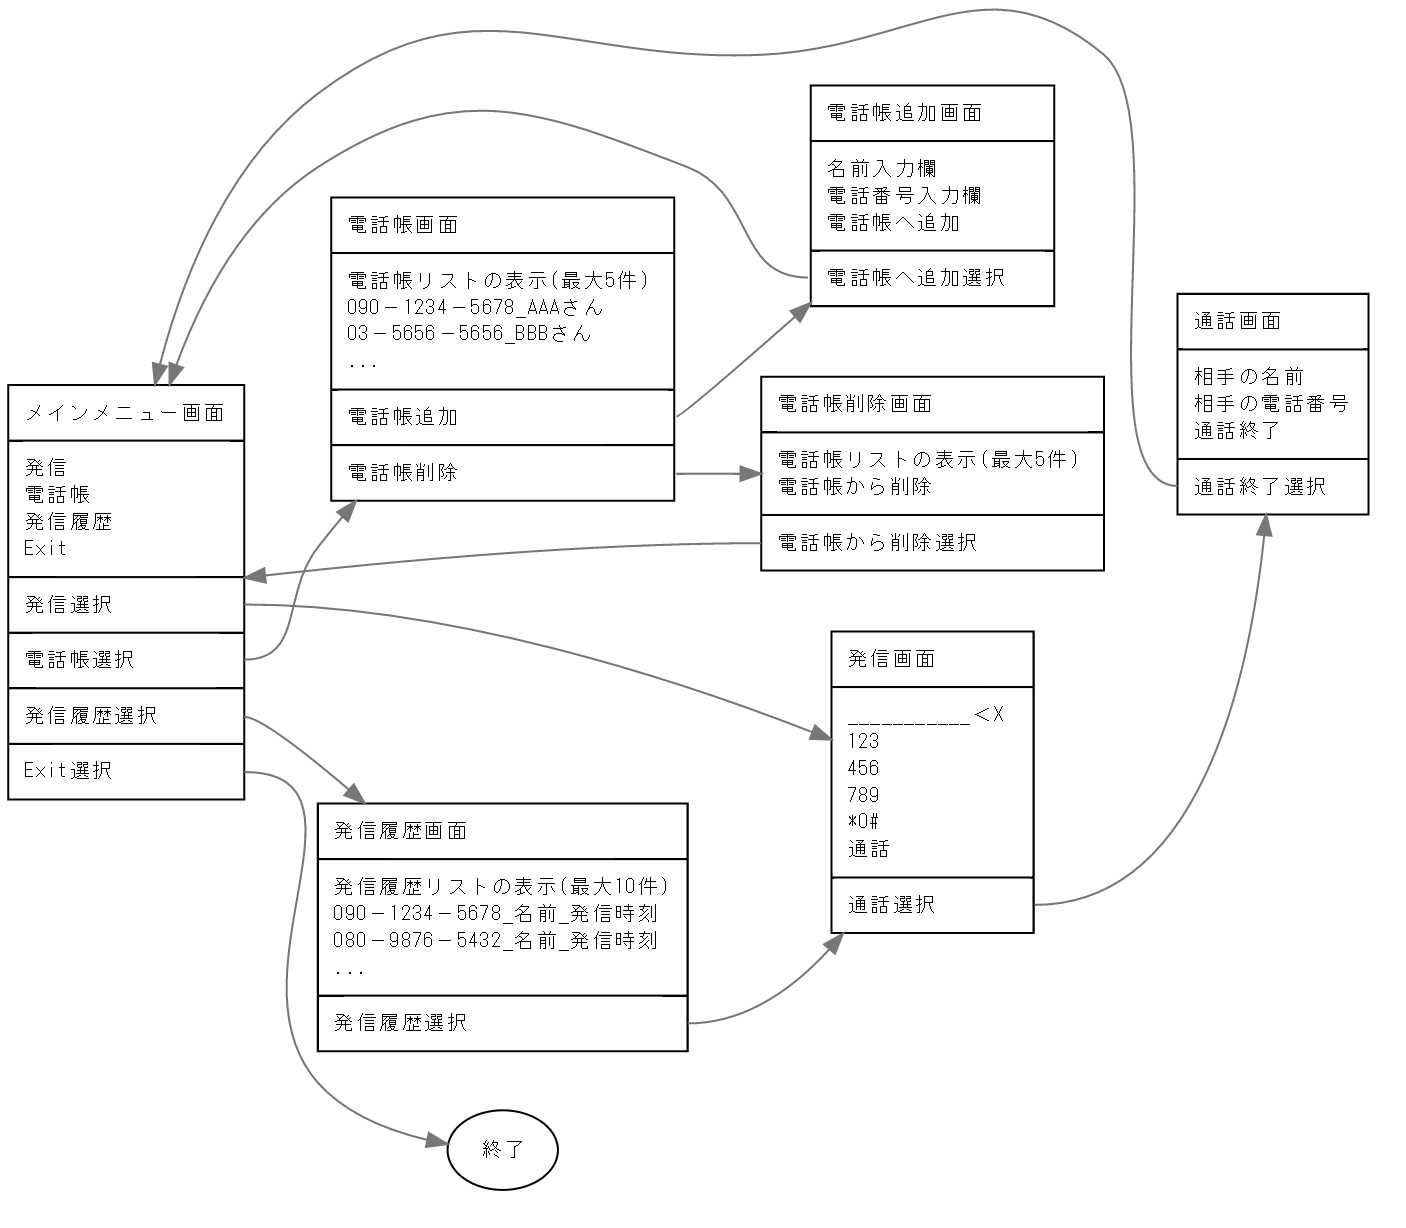 メインメニュー画面
発信
電話帳
発信履歴
Exit
発信選択
電話帳選択
発信履歴選択
Exit選択
電話帳画面
電話帳リストの表示(最大5件)
090－1234－5678_AAAさん
03－5656－5656_BBBさん
...
電話帳追加
電話帳削除
電話帳追加画面
名前入力欄
電話番号入力欄
電話帳へ追加
電話帳へ追加選択
電話帳削除画面
電話帳リストの表示(最大5件)
電話帳から削除
電話帳から削除選択
通話画面
相手の名前
相手の電話番号
通話終了
通話終了選択
発信画面
___________＜X
123
456
789
*0#
通話
通話選択
発信履歴画面
発信履歴リストの表示(最大10件)
090－1234－5678_名前_発信時刻
080－9876－5432_名前_発信時刻
...
発信履歴選択
終了